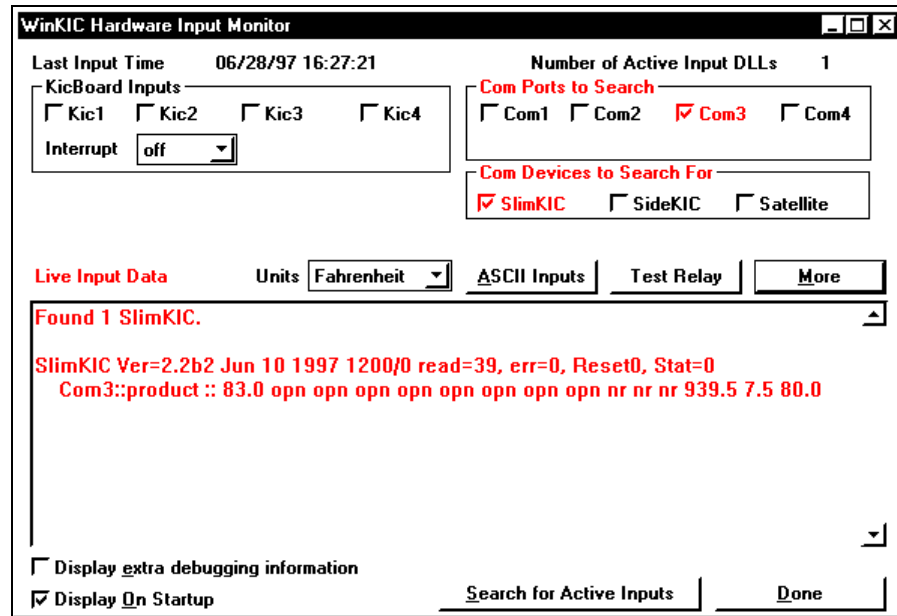 WinKIC Hardware Input Monitor
Last Input Time 06/28/97 16:27:21 Number of Active Input DLLs 1
KicBoard Inputs
Kic1 Kic2 Kic3 Kic4
Interrupt off
Com Ports to Search
Com1 Com2 Com3 Com4
Com Devices to Search For
SlimKIC SideKIC Satellite
Live Input Data Units Fahrenheit ASCII Inputs Test Relay More
Found 1 SlimKIC.
SlimKIC Ver=2.2b2 Jun 10 1997 1200/0 read=39, err=0, Reset0, Stat=0
Com3::product :: 83.0 opn opn opn opn opn opn opn opn nr nr nr 939.5 7.5 80.0
Display extra debugging information
Display On Startup
Search for Active Inputs Done